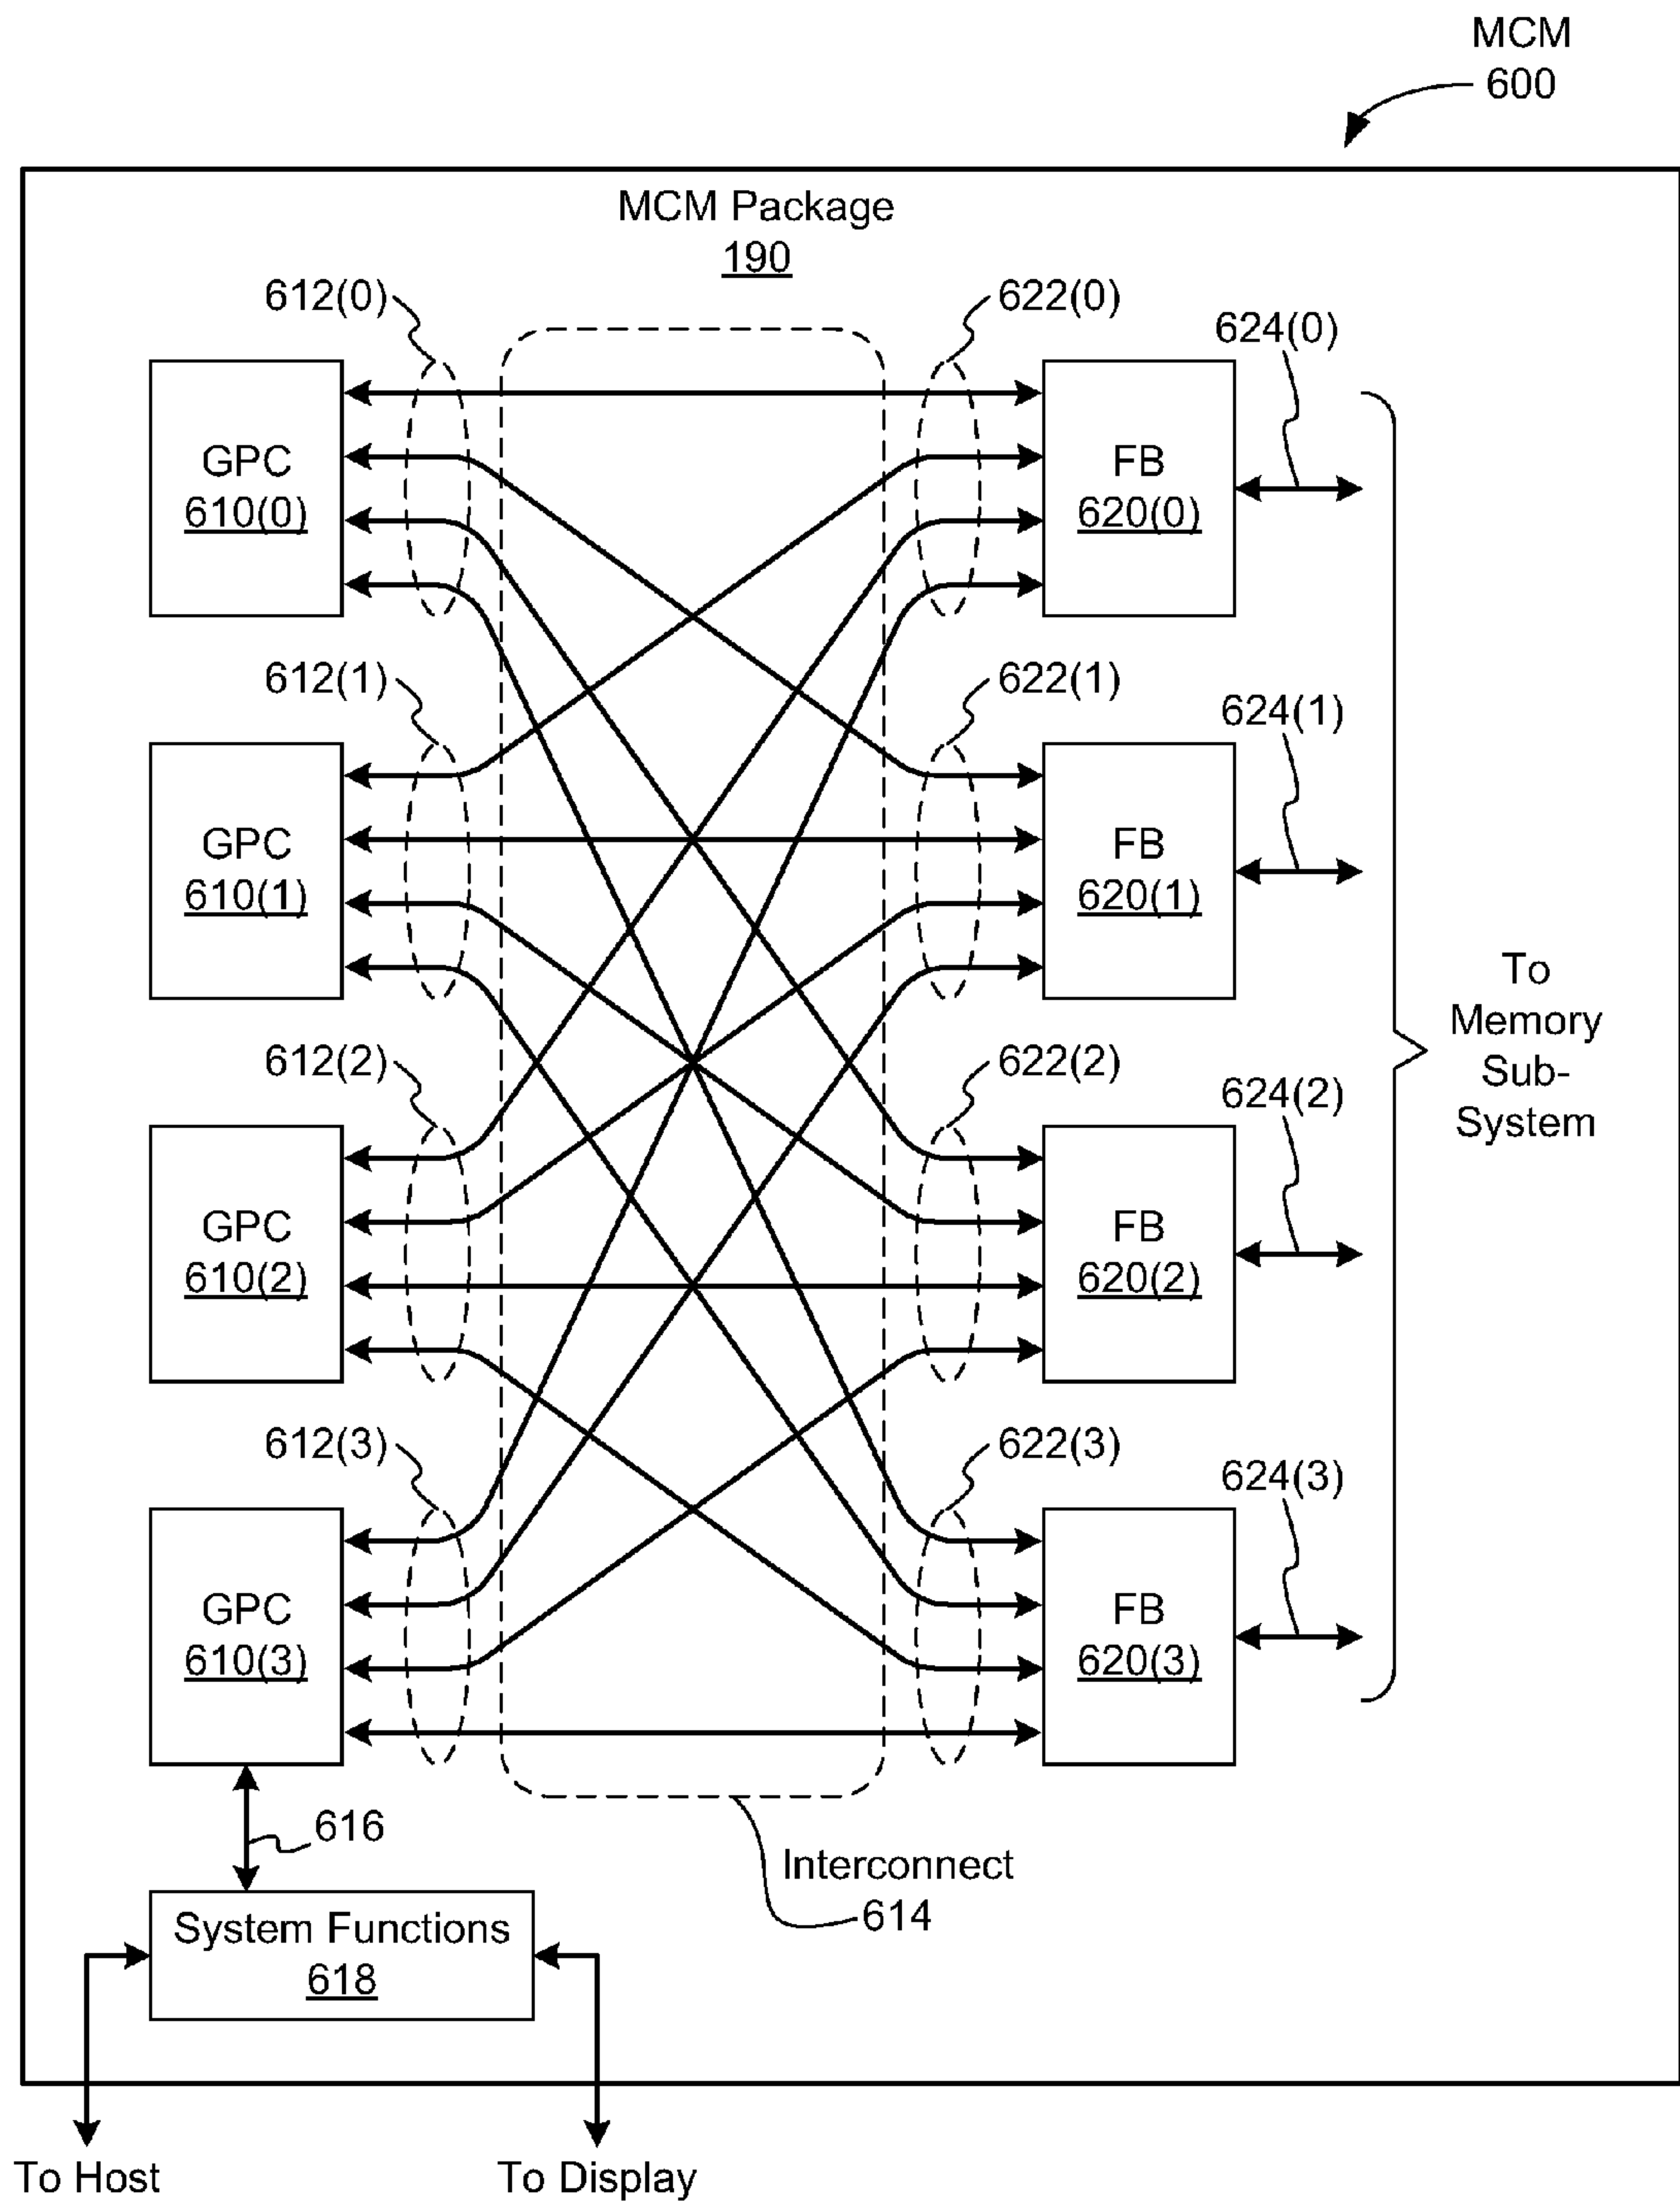 MCM
600
MCM Package
190
612(0)
622(0)
624(0)
GPC
610(0)
FB
620(0)
612(1)
622(1)
624(1)
GPC
610(1)
FB
620(1)
To
Memory
Sub-
System
612(2)
622(2)
624(2)
GPC
610(2)
FB
620(2)
612(3)
622(3)
624(3)
GPC
610(3)
FB
620(3)
616
Interconnect
614
System Functions
618
To Host
To Display